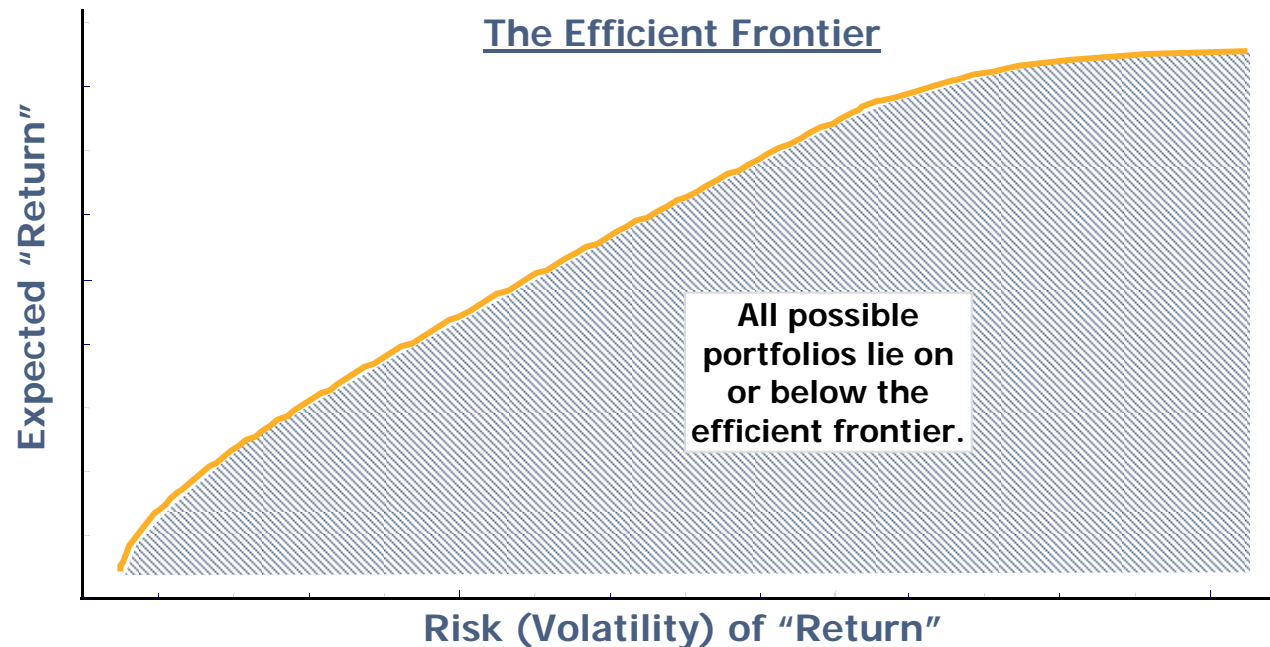 The Efficient Frontier
Expected “Return”
All possible
portfolios lie on
or below the
efficient frontier.
Risk (Volatility) of “Return”